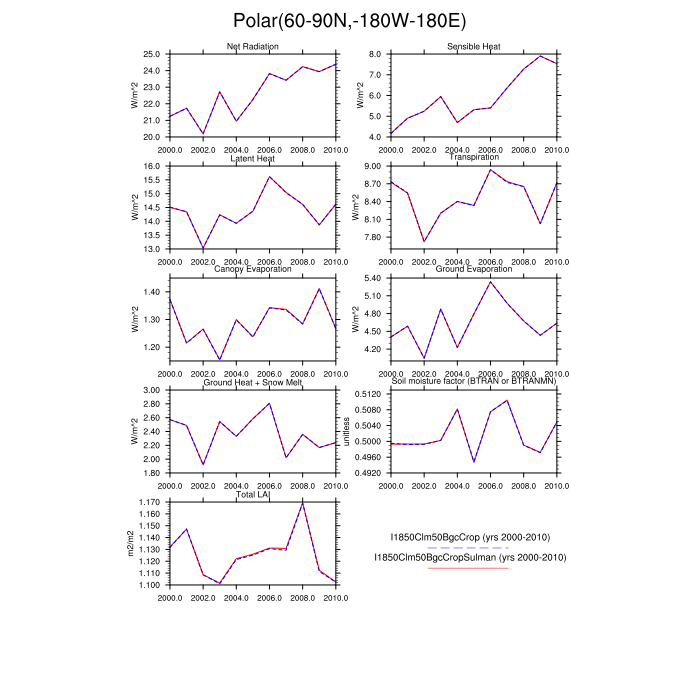 Polar(60-90N,-180W-180E)
Net Radiation
W/m^2
25.0
24.0
23.0
22.0
21.0
20.0
2000.0 2002.0 2004.0 2006.0 2008.0 2010.0
Sensible Heat
W/m^2
8.0
7.0
6.0
5.0
4.0
2000.0 2002.0 2004.0 2006.0 2008.0 2010.0
Latent Heat
W/m^2
16.0
15.5
15.0
14.5
14.0
13.5
13.0
2000.0 2002.0 2004.0 2006.0 2008.0 2010.0
Transpiration
W/m^2
9.00
8.70
8.40
8.10
7.80
2000.0 2002.0 2004.0 2006.0 2008.0 2010.0
Canopy Evaporation
W/m^2
1.40
1.30
1.20
2000.0 2002.0 2004.0 2006.0 2008.0 2010.0
Ground Evaporation
W/m^2
5.40
5.10
4.80
4.50
4.20
2000.0 2002.0 2004.0 2006.0 2008.0 2010.0
Ground Heat + Snow Melt
W/m^2
3.00
2.80
2.60
2.40
2.20
2.00
1.80
2000.0 2002.0 2004.0 2006.0 2008.0 2010.0
Soil moisture factor (BTRAN or BTRANMN)
unitless
0.5120
0.5080
0.5040
0.5000
0.4960
0.4920
2000.0 2002.0 2004.0 2006.0 2008.0 2010.0
Total LAI
m2/m2
1.170
1.160
1.150
1.140
1.130
1.120
1.110
1.100
2000.0 2002.0 2004.0 2006.0 2008.0 2010.0
I1850Clm50BgcCrop (yrs 2000-2010)
I1850Clm50BgcCropSulman (yrs 2000-2010)